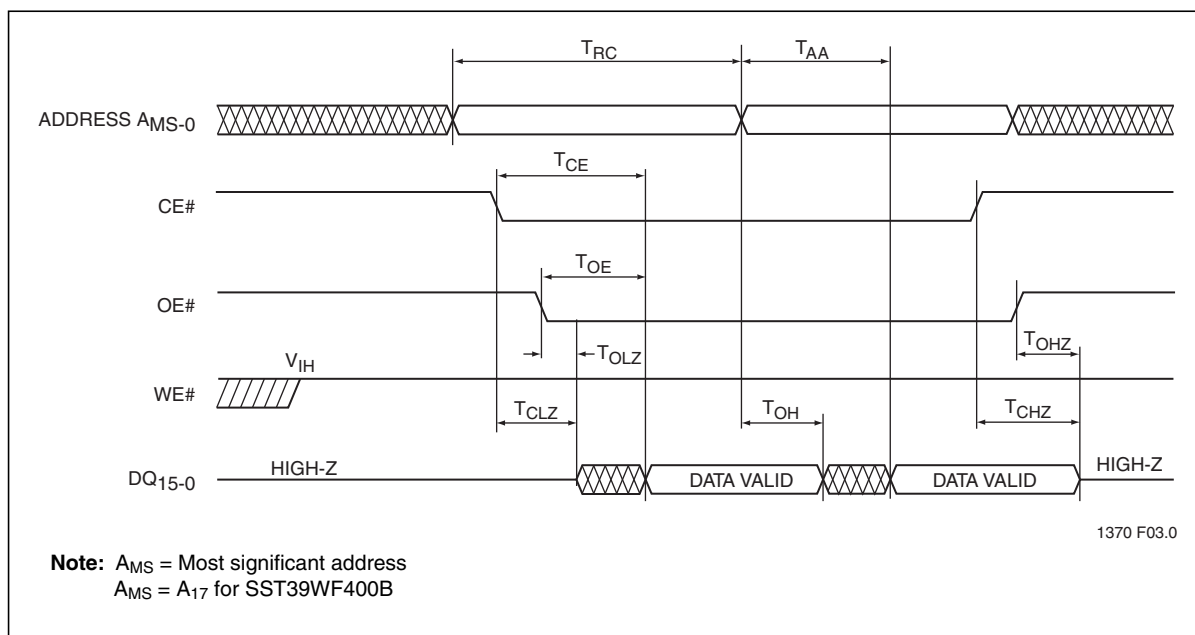 TRC TAA
ADDRESS AMS-0
TCE
CE#
TOE
OE#
TOLZ TOHZ
VIH
WE#
TCLZ TOH TCHZ
HIGH-Z HIGH-Z
DQ15-0 DATA VALID DATA VALID
1370 F03.0
Note: AMS = Most significant address
AMS = A17 for SST39WF400B